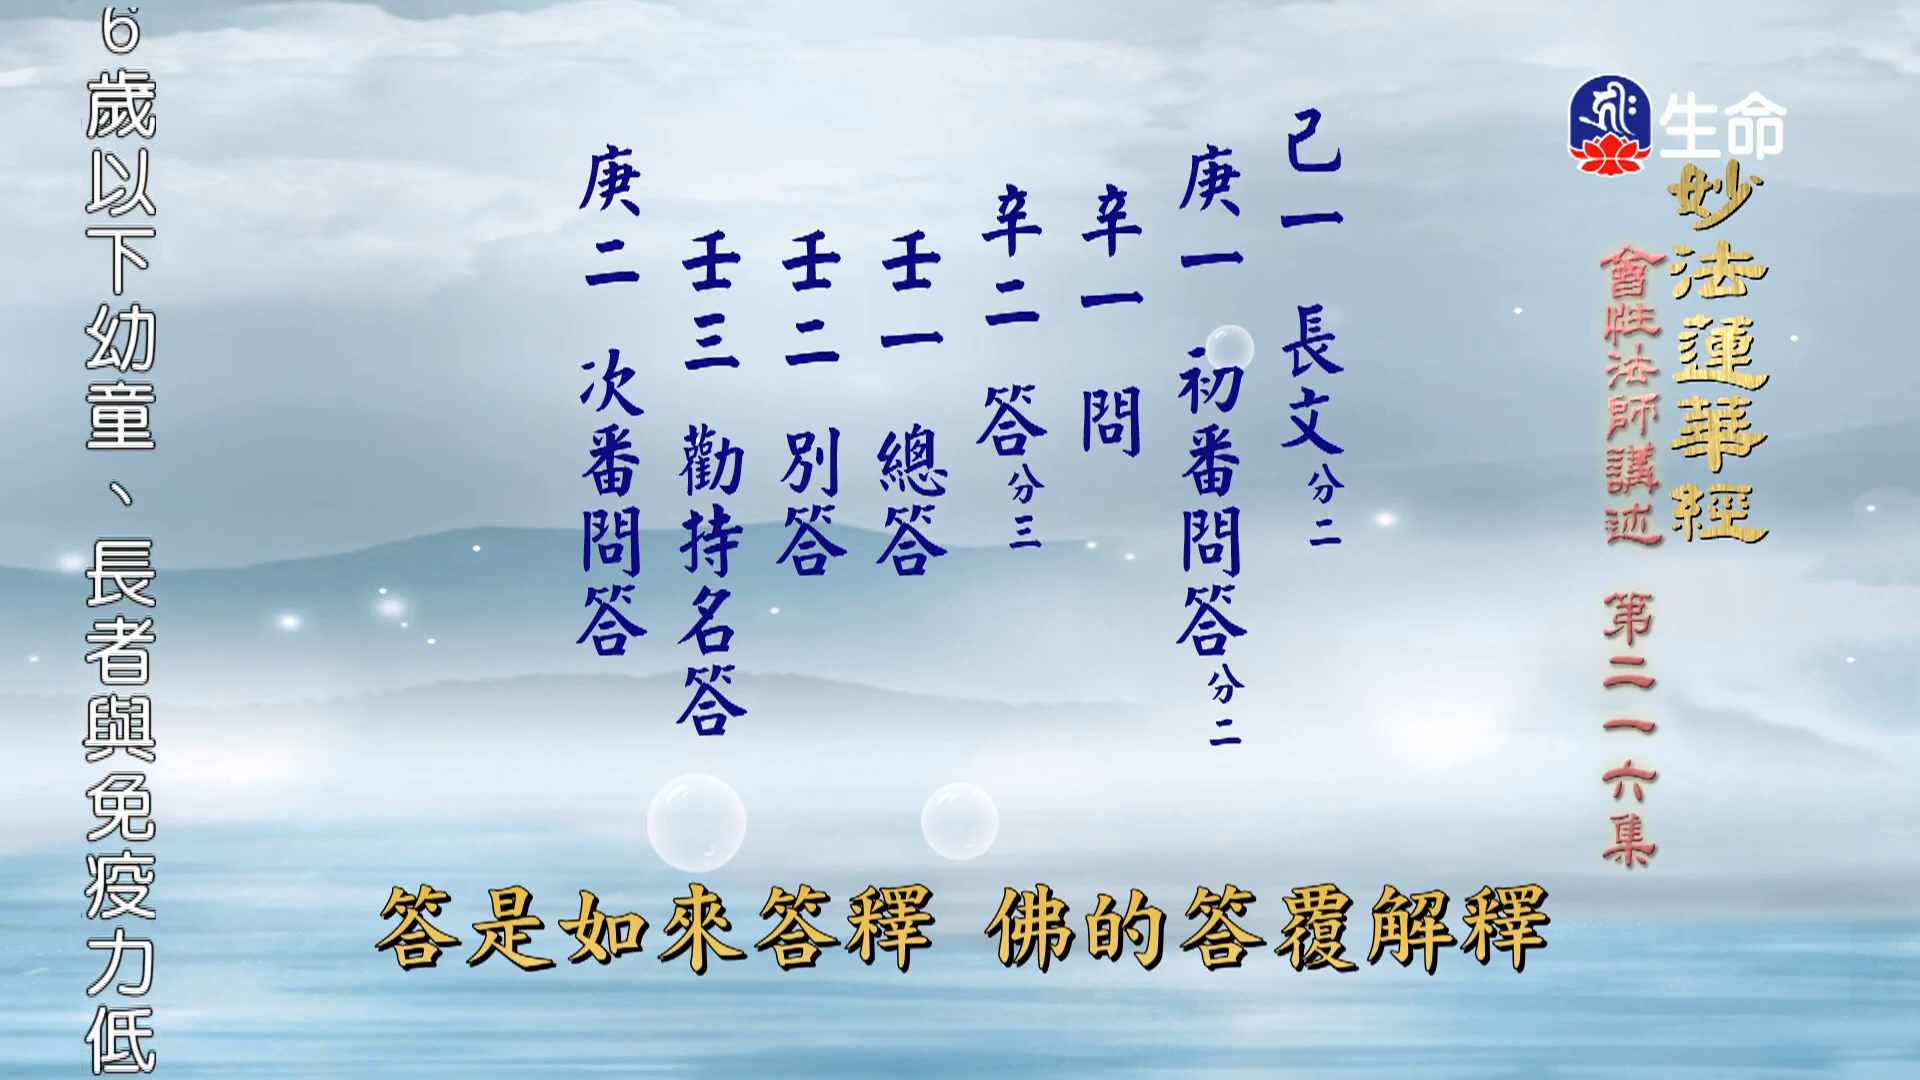 生命
妙法蓮華經
會性法師講述 第二一六集
己一 長文分二
庚一 初番問答分二
辛一 問
辛二 答分三
壬一 總答
壬二 別答
壬三 勸持名答
庚二 次番問答
答是如來答釋 佛的答覆解釋
6歲以下幼童、長者與免疫力低